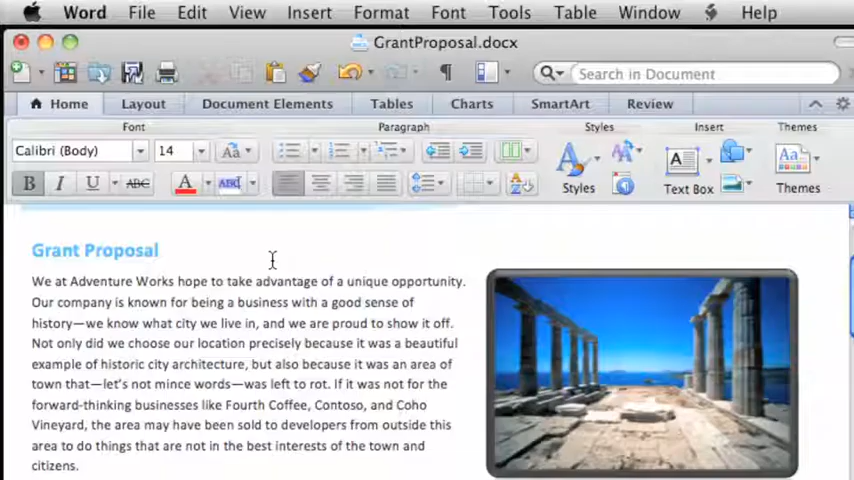 Word File Edit View Insert Format Font Tools Table Window Help
GrantProposal.docx
Search in Document
Home Layout Document Elements Tables Charts SmartArt Review
Font Paragraph Styles Insert Themes
Calibri (Body) 14 Aa
B I U ABC A ABC Styles A Text Box Aa Themes
Grant Proposal
We at Adventure Works hope to take advantage of a unique opportunity.
Our company is known for being a business with a good sense of
history—we know what city we live in, and we are proud to show it off.
Not only did we choose our location precisely because it was a beautiful
example of historic city architecture, but also because it was an area of
town that—let's not mince words—was left to rot. If it was not for the
forward-thinking businesses like Fourth Coffee, Contoso, and Coho
Vineyard, the area may have been sold to developers from outside this
area to do things that are not in the best interests of the town and
citizens.